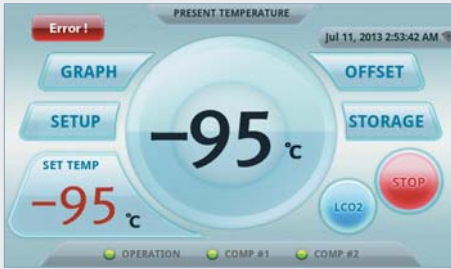 PRESENT TEMPERATURE
Error!
Jul 11, 2013 2:53:42 AM
GRAPH
OFFSET
SETUP
STORAGE
−95 °C
SET TEMP
−95 °C
STOP
LCO2
OPERATION COMP #1 COMP #2